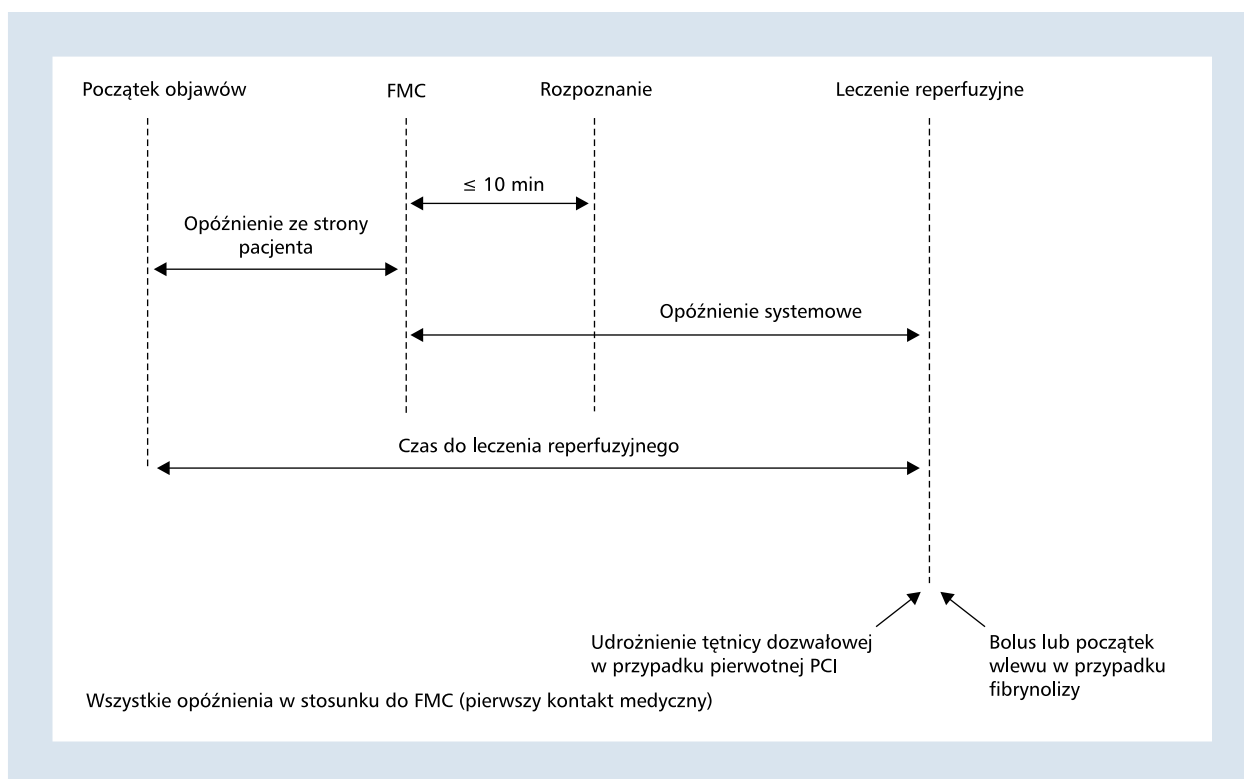 Początek objawów
FMC
Rozpoznanie
Leczenie reperfuzyjne
≤ 10 min
Opóźnienie ze strony
pacjenta
Opóźnienie systemowe
Czas do leczenia reperfuzyjnego
Udrożnienie tętnicy dozwałowej
w przypadku pierwotnej PCI
Bolus lub początek
wlewu w przypadku
fibrynolizy
Wszystkie opóźnienia w stosunku do FMC (pierwszy kontakt medyczny)